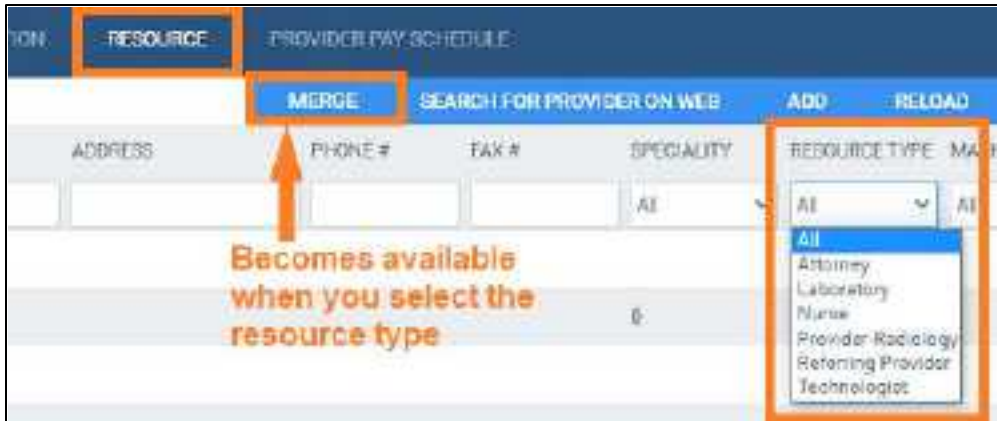 RESOURCE PROVIDER PAY SCHEDULE
MERGE SEARCH FOR PROVIDER ON WEB ADD RELOAD
ADDRESS PHONE # FAX # SPECIALITY RESOURCE TYPE
All All All
All
Attorney
Laboratory
Nurse
Provider Radiology
Referring Provider
Technologist
Becomes available
when you select the
resource type